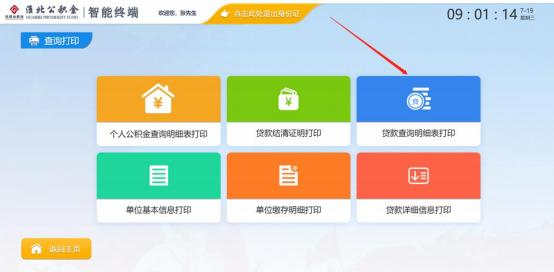 淮北公积金 智能终端
HUAIBEI PROVIDENT FUND
欢迎您，张先生
点击此处退出身份证
09:01:14
7-19
星期三
查询打印
个人公积金查询明细表打印
贷款结清证明打印
贷
贷款查询明细表打印
单位基本信息打印
单位缴存明细打印
贷款详细信息打印
返回主页